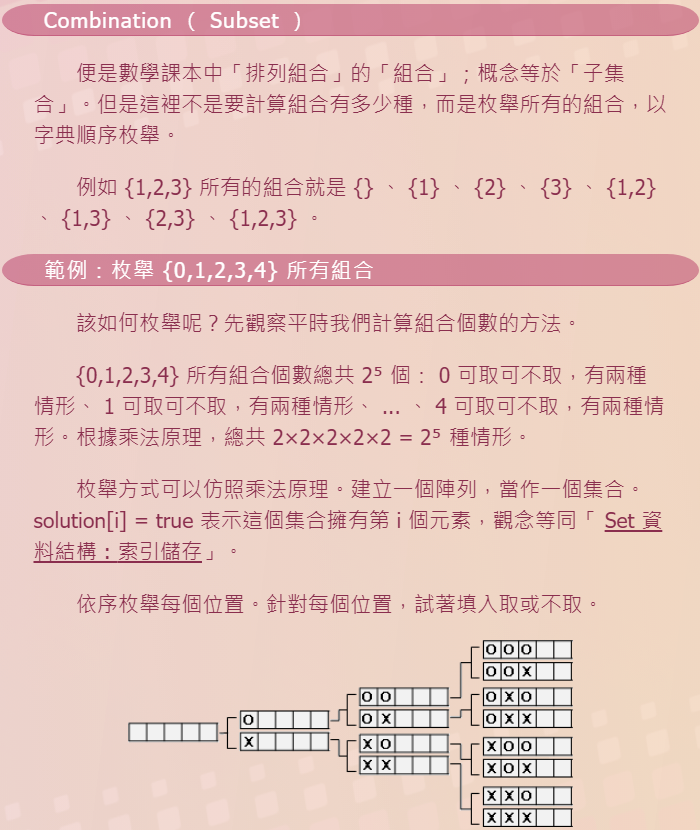 Combination ( Subset )
便是數學課本中「排列組合」的「組合」；概念等於「子集
合」。但是這裡不是要計算組合有多少種，而是枚舉所有的組合，以
字典順序枚舉。
例如 {1,2,3} 所有的組合就是 {} 、 {1} 、 {2} 、 {3} 、 {1,2}
、 {1,3} 、 {2,3} 、 {1,2,3} 。
範例：枚舉 {0,1,2,3,4} 所有組合
該如何枚舉呢？先觀察平時我們計算組合個數的方法。
{0,1,2,3,4} 所有組合個數總共 2⁵ 個： 0 可取可不取，有兩種
情形、 1 可取可不取，有兩種情形、 ... 、 4 可取可不取，有兩種情
形。根據乘法原理，總共 2×2×2×2×2 = 2⁵ 種情形。
枚舉方式可以仿照乘法原理。建立一個陣列，當作一個集合。
solution[i] = true 表示這個集合擁有第 i 個元素，觀念等同「 Set 資
料結構：索引儲存」。
依序枚舉每個位置。針對每個位置，試著填入取或不取。
O O O
O O X
O O
O X O
O
O X
O X X
X
X O
X O O
X X
X O X
X X O
X X X